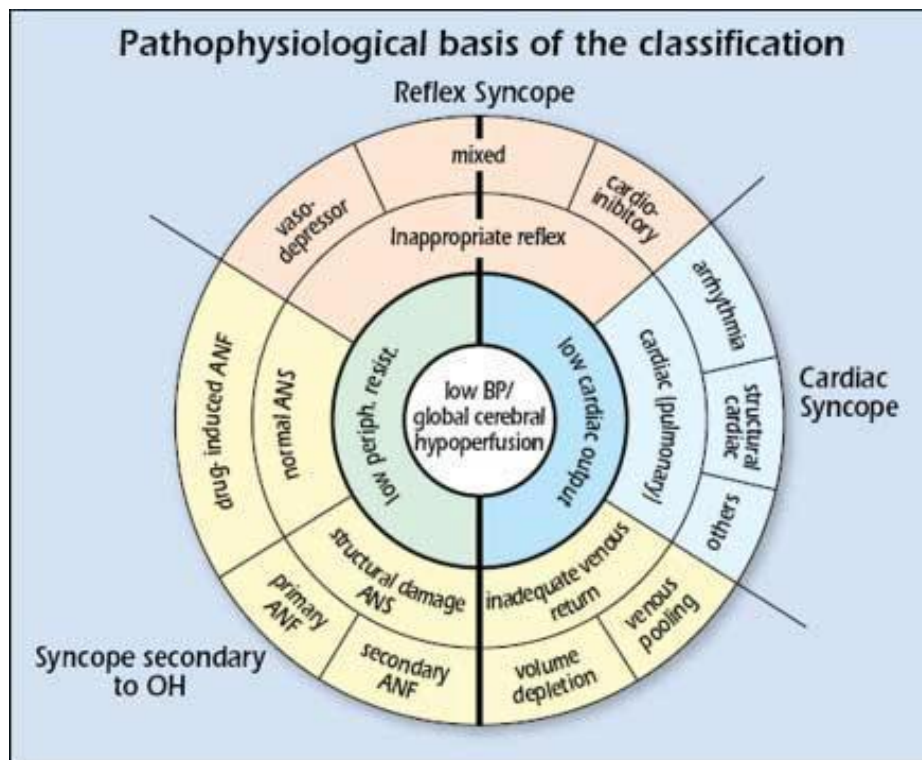 Pathophysiological basis of the classification
Reflex Syncope
mixed
vaso-
depressor
cardio-
inibitory
Inappropriate reflex
arrhythmia
drug- induced ANF
normal ANS
low periph. resist.
low BP/
global cerebral
hypoperfusion
low cardiac output
cardiac (pulmonary)
structural
cardiac
Cardiac
Syncope
others
structural damage
ANS
inadequate venous
return
venous
pooling
primary
ANF
secondary
ANF
volume
depletion
Syncope secondary
to OH